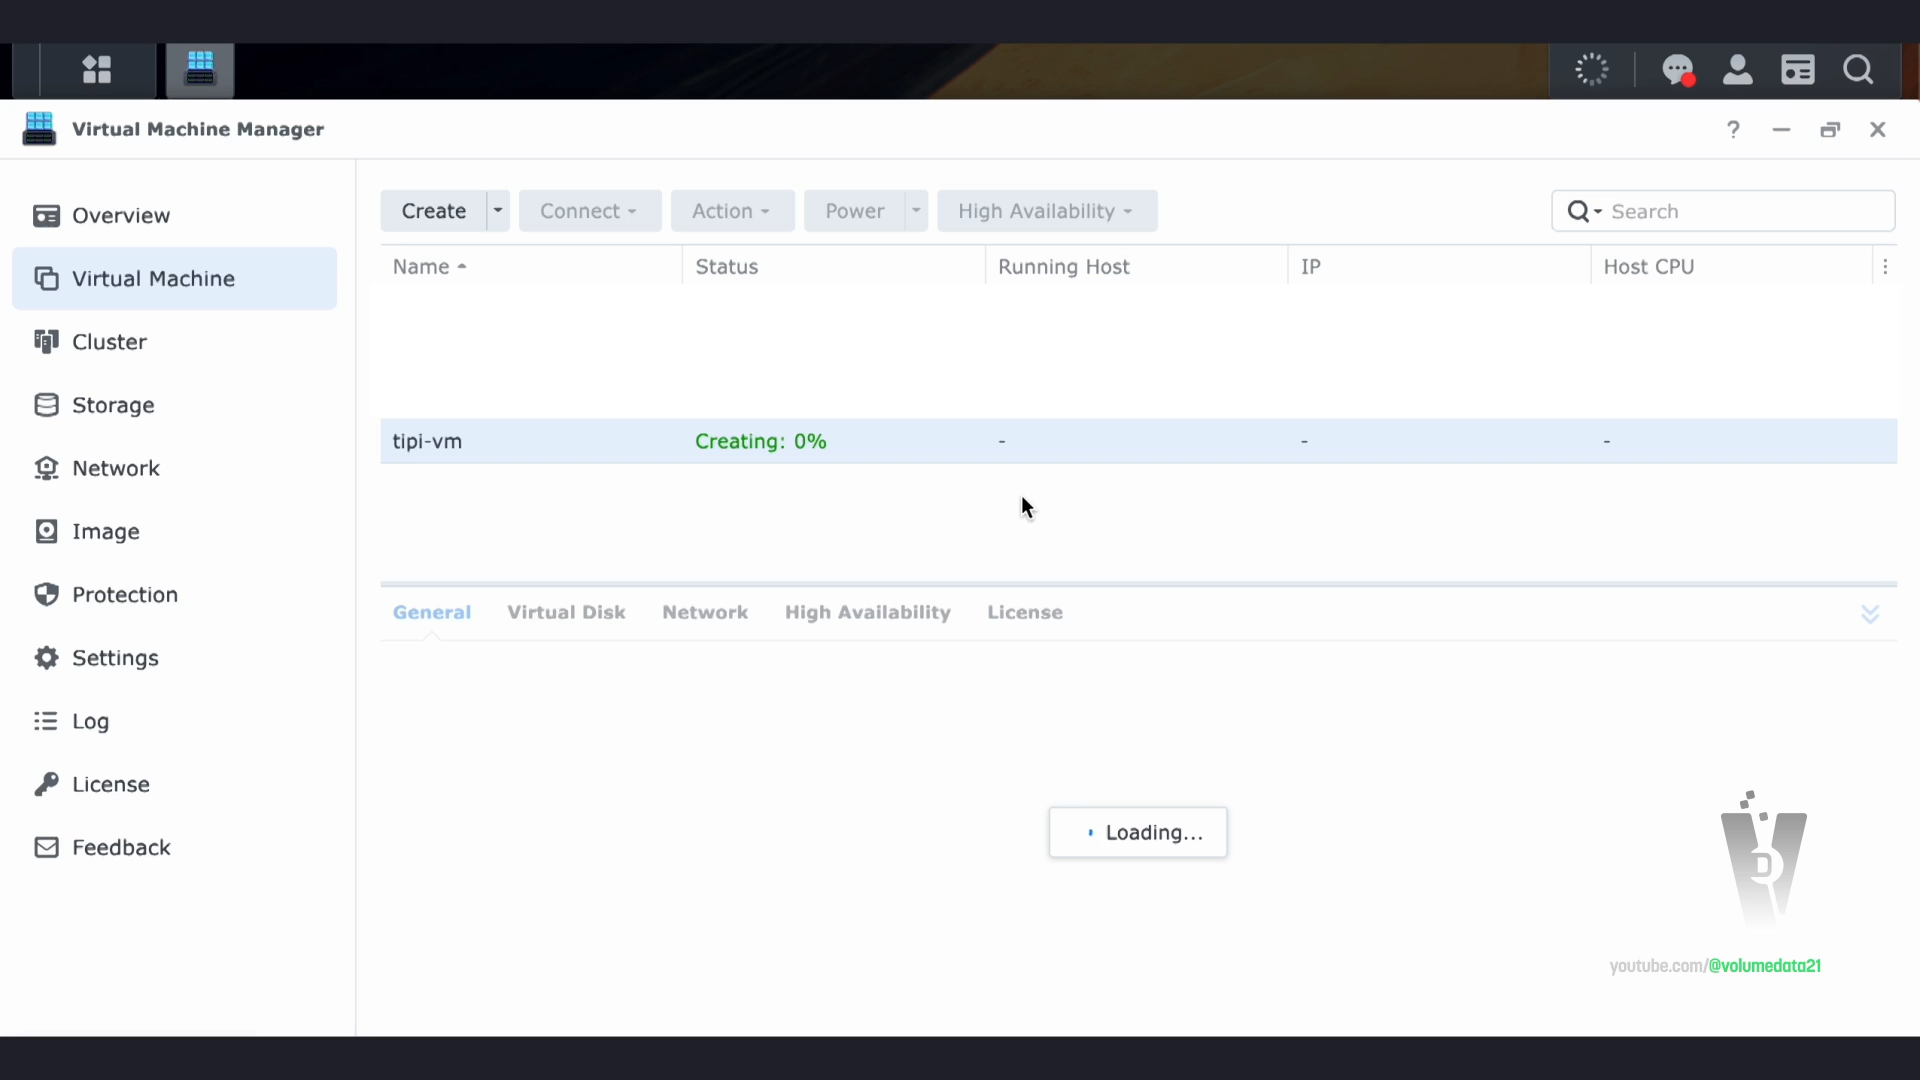 Virtual Machine Manager
?
Overview
Virtual Machine
Cluster
Storage
Network
Image
Protection
Settings
Log
License
Feedback
Create Connect Action Power High Availability Search
Name Status Running Host IP Host CPU
tipi-vm Creating: 0% - - -
General Virtual Disk Network High Availability License
Loading...
VD
youtube.com/@volumedata21